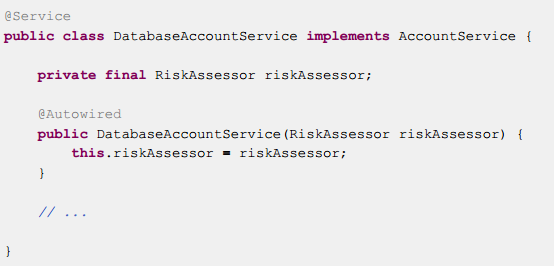 @Service
public class DatabaseAccountService implements AccountService {
private final RiskAssessor riskAssessor;
@Autowired
public DatabaseAccountService(RiskAssessor riskAssessor) {
this.riskAssessor = riskAssessor;
}
// ...
}